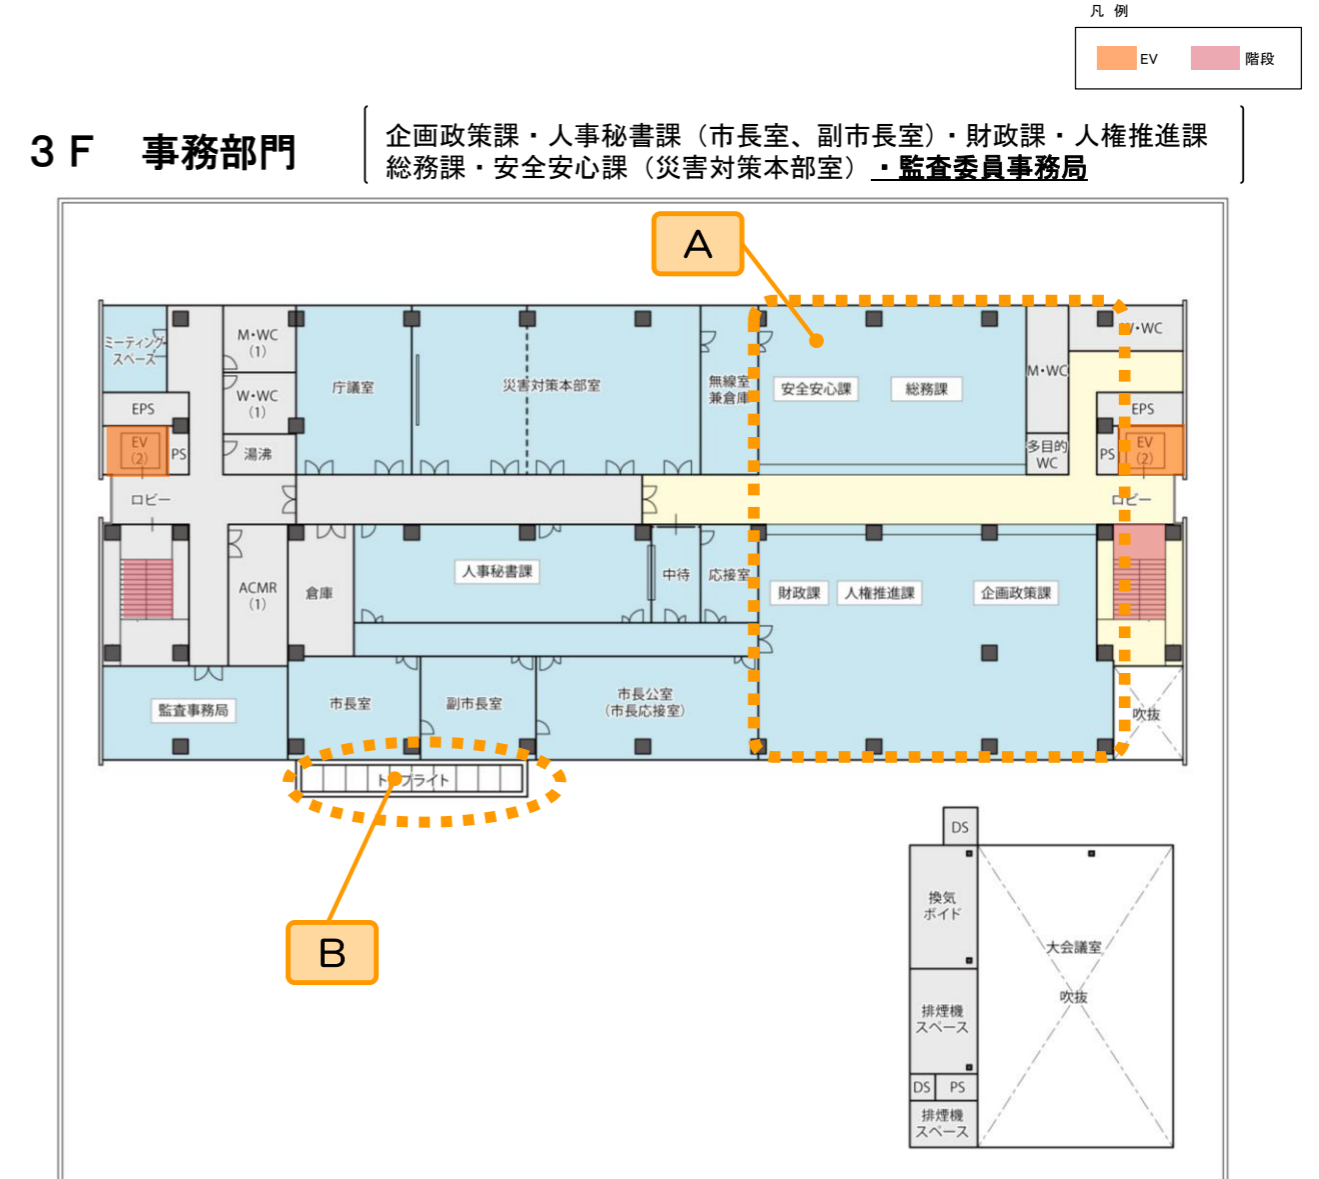 凡 例
EV
階段
3F 事務部門
企画政策課・人事秘書課（市長室、副市長室）・財政課・人権推進課
総務課・安全安心課（災害対策本部室）・監査委員事務局
A
ミーティング
スペース
M・WC
(1)
W・WC
(1)
湯沸
EPS
EV
(2)
PS
ロビー
庁議室
災害対策本部室
無線室
兼倉庫
安全安心課
総務課
M・WC
多目的
WC
W・WC
EPS
PS
EV
(2)
ロビー
ACMR
(1)
倉庫
人事秘書課
中待
応接室
財政課
人権推進課
企画政策課
監査事務局
市長室
副市長室
市長公室
(市長応接室)
吹抜
トップライト
B
DS
換気
ボイド
大会議室
吹抜
排煙機
スペース
DS
PS
排煙機
スペース